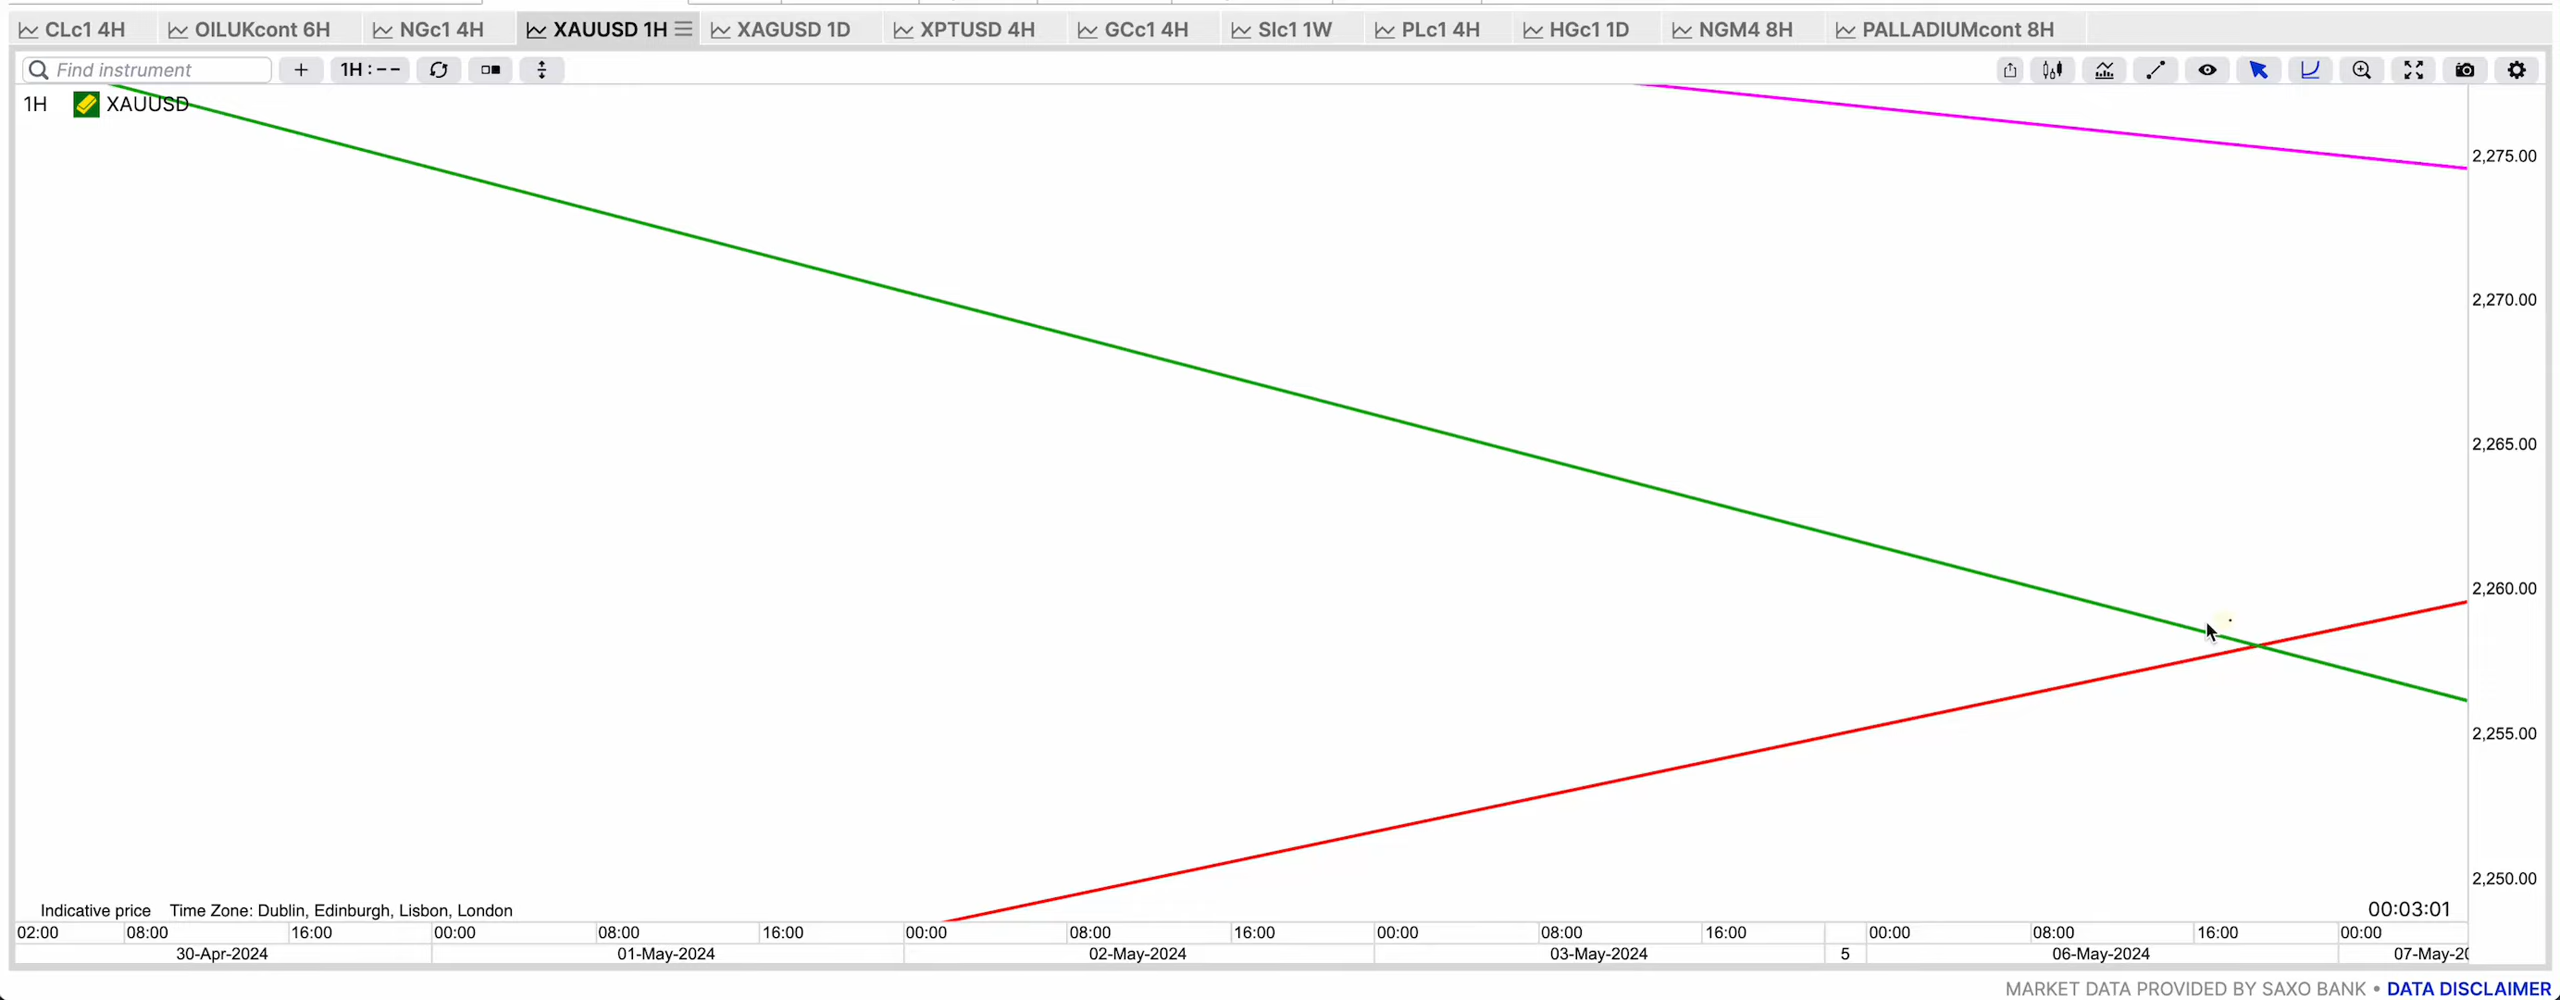 CLc1 4H OILUKcont 6H NGc1 4H XAUUSD 1H XAGUSD 1D XPTUSD 4H GCc1 4H SIc1 1W PLc1 4H HGc1 1D NGM4 8H PALLADIUMcont 8H
Find instrument + 1H : --
1H XAUUSD
2,275.00
2,270.00
2,265.00
2,260.00
2,255.00
2,250.00
Indicative price Time Zone: Dublin, Edinburgh, Lisbon, London 00:03:01
02:00 08:00 16:00 00:00 08:00 16:00 00:00 08:00 16:00 00:00 08:00 16:00 00:00 08:00 16:00 00:00
30-Apr-2024 01-May-2024 02-May-2024 03-May-2024 5 06-May-2024 07-May-20
MARKET DATA PROVIDED BY SAXO BANK • DATA DISCLAIMER